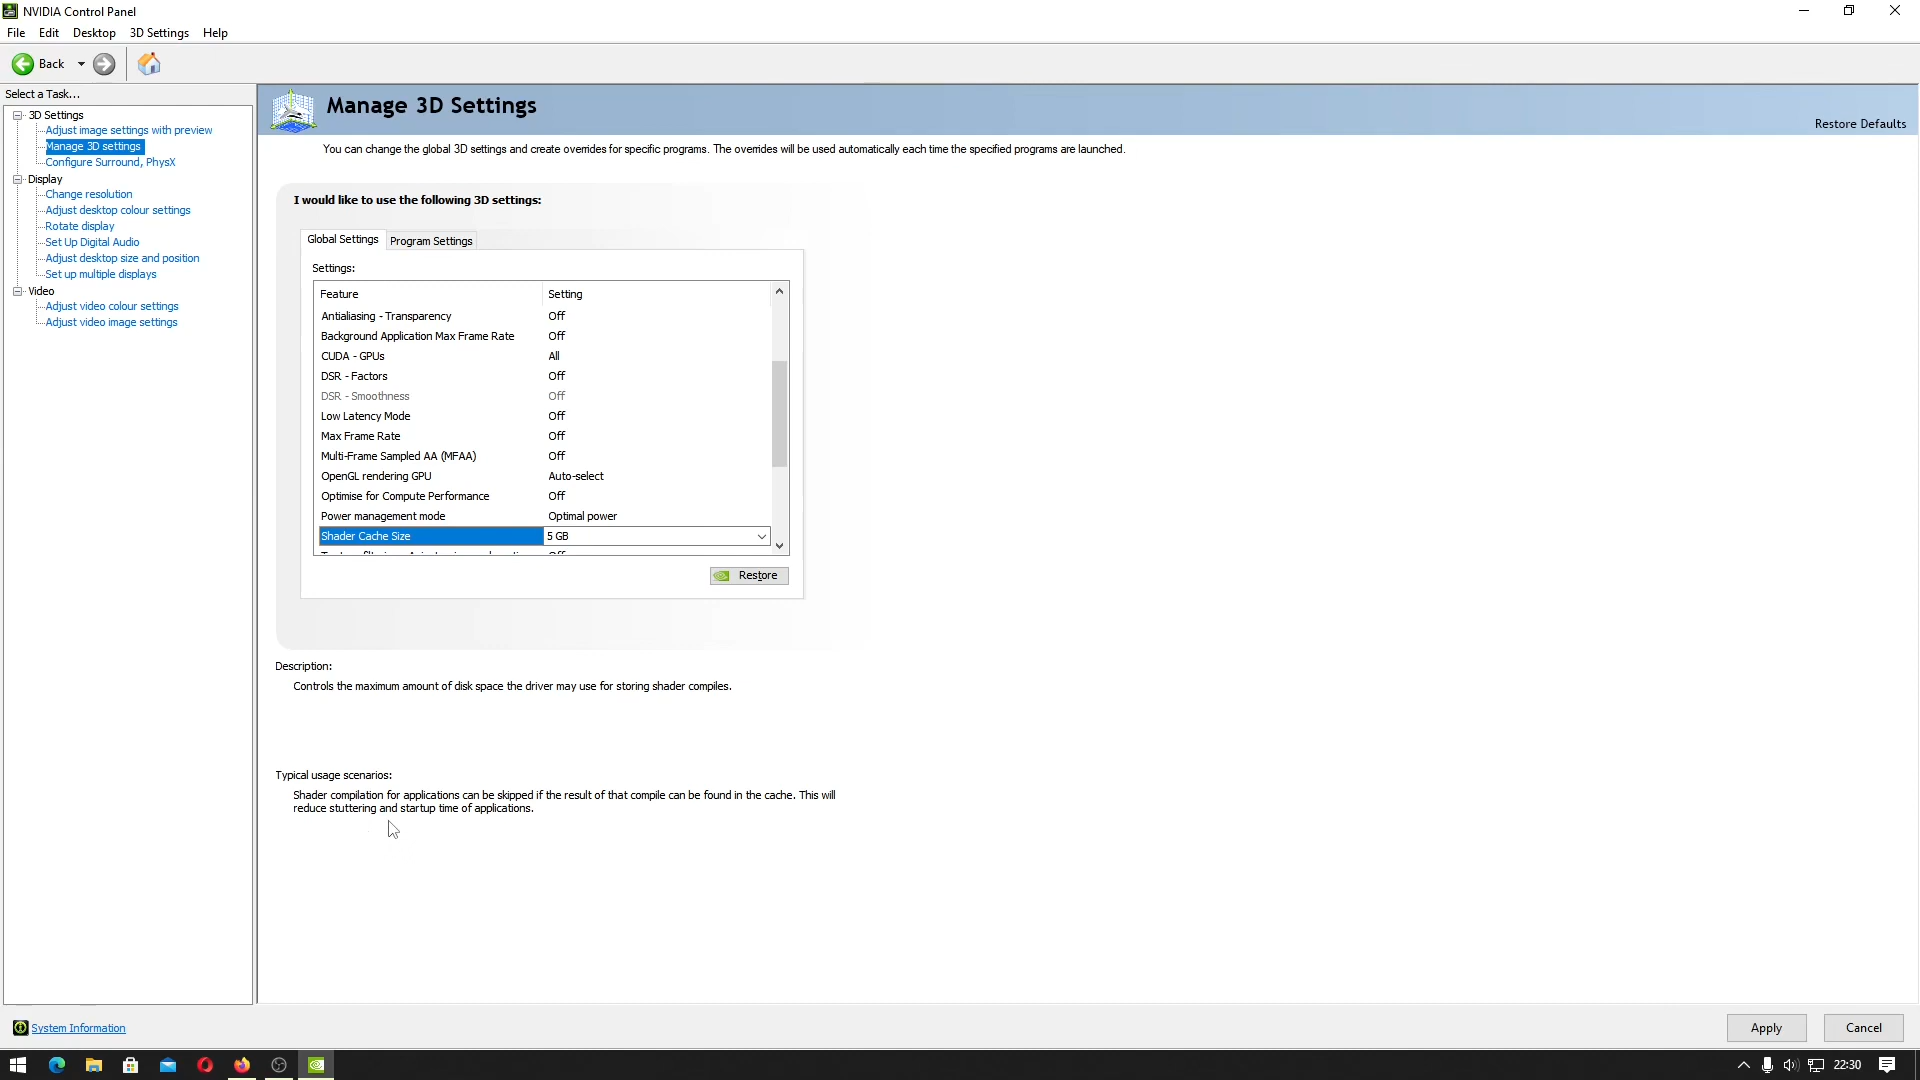 NVIDIA Control Panel
File Edit Desktop 3D Settings Help
Back
Select a Task...
3D Settings
Adjust image settings with preview
Manage 3D settings
Configure Surround, PhysX
Display
Change resolution
Adjust desktop colour settings
Rotate display
Set Up Digital Audio
Adjust desktop size and position
Set up multiple displays
Video
Adjust video colour settings
Adjust video image settings
Manage 3D Settings
Restore Defaults
You can change the global 3D settings and create overrides for specific programs. The overrides will be used automatically each time the specified programs are launched.
I would like to use the following 3D settings:
Global Settings Program Settings
Settings:
Feature Setting
Antialiasing - Transparency Off
Background Application Max Frame Rate Off
CUDA - GPUs All
DSR - Factors Off
DSR - Smoothness Off
Low Latency Mode Off
Max Frame Rate Off
Multi-Frame Sampled AA (MFAA) Off
OpenGL rendering GPU Auto-select
Optimise for Compute Performance Off
Power management mode Optimal power
Shader Cache Size 5 GB
Restore
Description:
Controls the maximum amount of disk space the driver may use for storing shader compiles.
Typical usage scenarios:
Shader compilation for applications can be skipped if the result of that compile can be found in the cache. This will
reduce stuttering and startup time of applications.
System Information
Apply Cancel
22:30